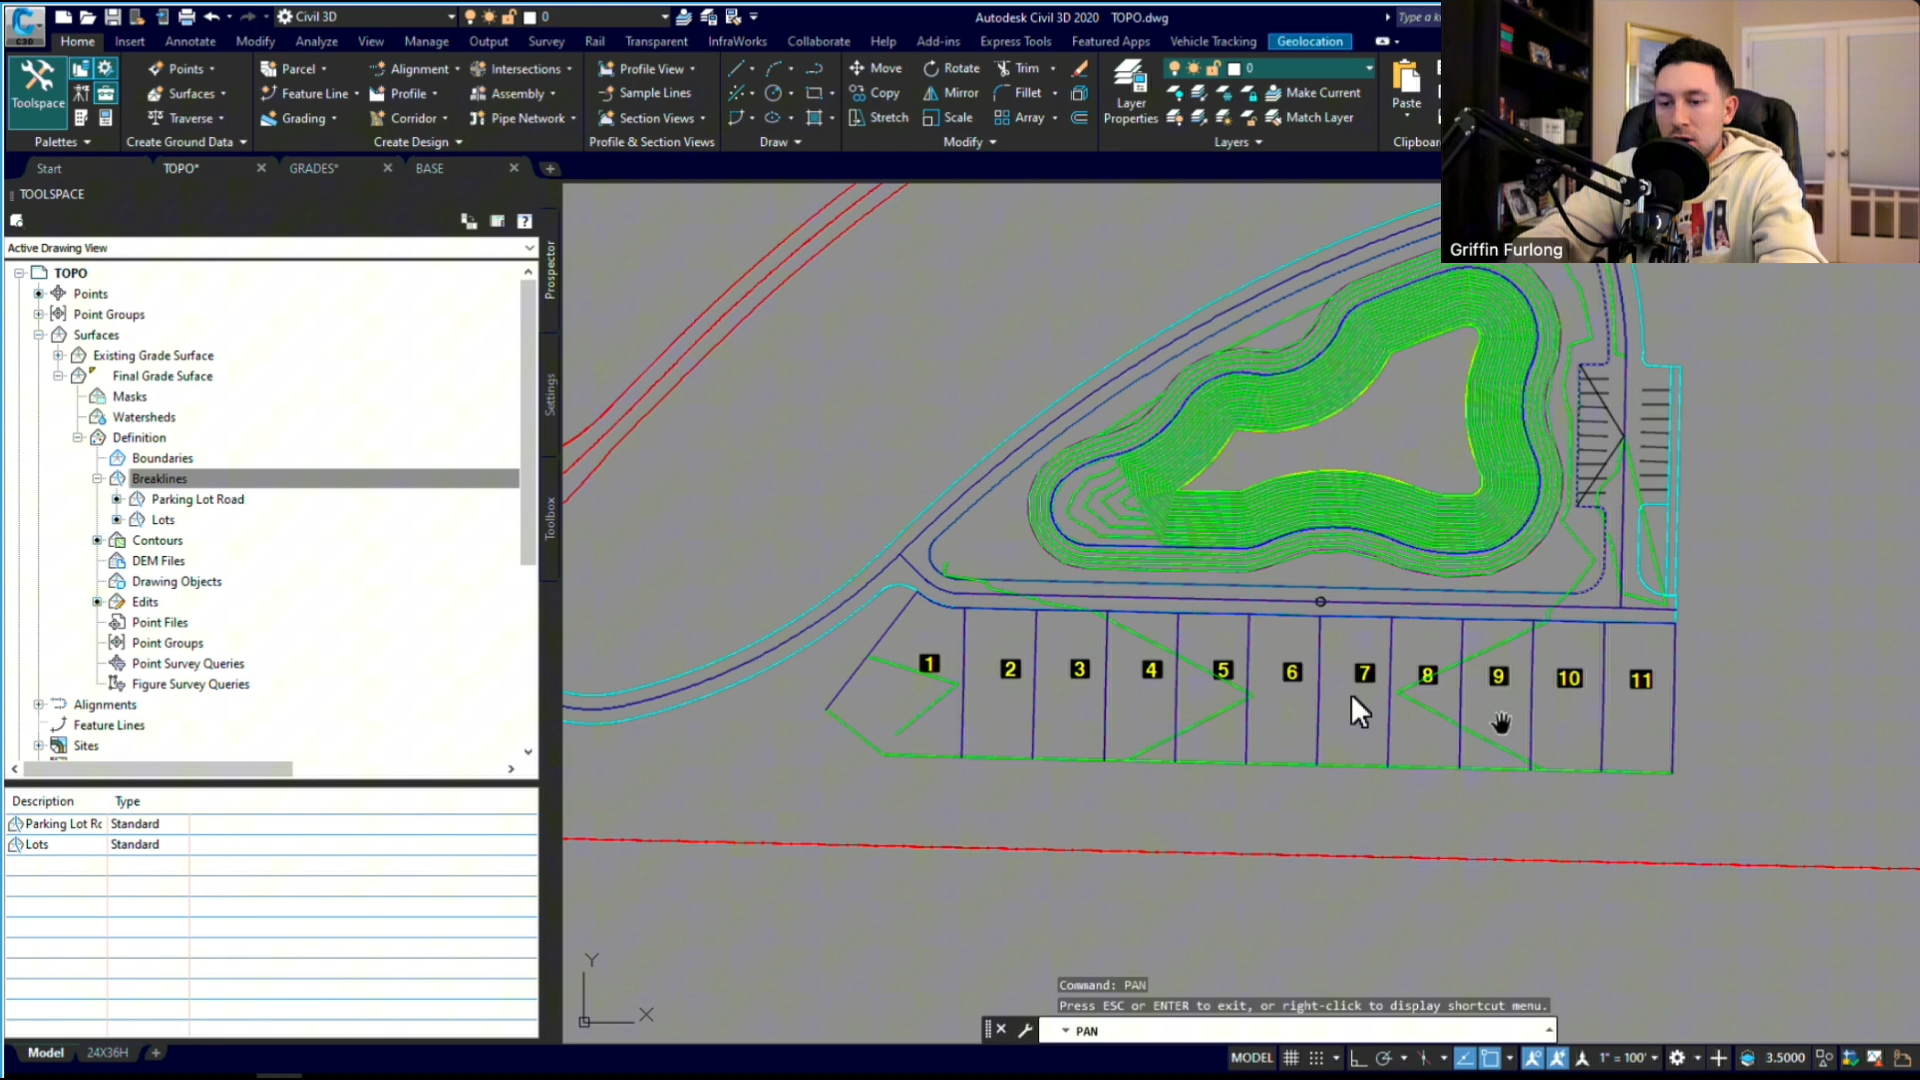 Civil 3D
0
Autodesk Civil 3D 2020 TOPO.dwg
Type a k
C3D
Home Insert Annotate Modify Analyze View Manage Output Survey Rail Transparent InfraWorks Collaborate Help Add-ins Express Tools Featured Apps Vehicle Tracking Geolocation
Points Parcel Alignment Intersections Profile View Move Rotate Trim 0
Toolspace Surfaces Feature Line Profile Assembly Sample Lines Copy Mirror Fillet Layer Properties Make Current Paste
Traverse Grading Corridor Pipe Network Section Views Stretch Scale Array Match Layer
Palettes Create Ground Data Create Design Profile & Section Views Draw Modify Layers Clipboar
Start TOPO* GRADES* BASE
Griffin Furlong
TOOLSPACE
Active Drawing View
TOPO
Points
Point Groups
Surfaces
Existing Grade Surface
Final Grade Suface
Masks
Watersheds
Definition
Boundaries
Breaklines
Parking Lot Road
Lots
Contours
DEM Files
Drawing Objects
Edits
Point Files
Point Groups
Point Survey Queries
Figure Survey Queries
Alignments
Feature Lines
Sites
Prospector
Settings
Toolbox
Description Type
Parking Lot Rc Standard
Lots Standard
1 2 3 4 5 6 7 8 9 10 11
Y
X
Command: PAN
Press ESC or ENTER to exit, or right-click to display shortcut menu.
PAN
Model 24X36H
MODEL 1" = 100' 3.5000